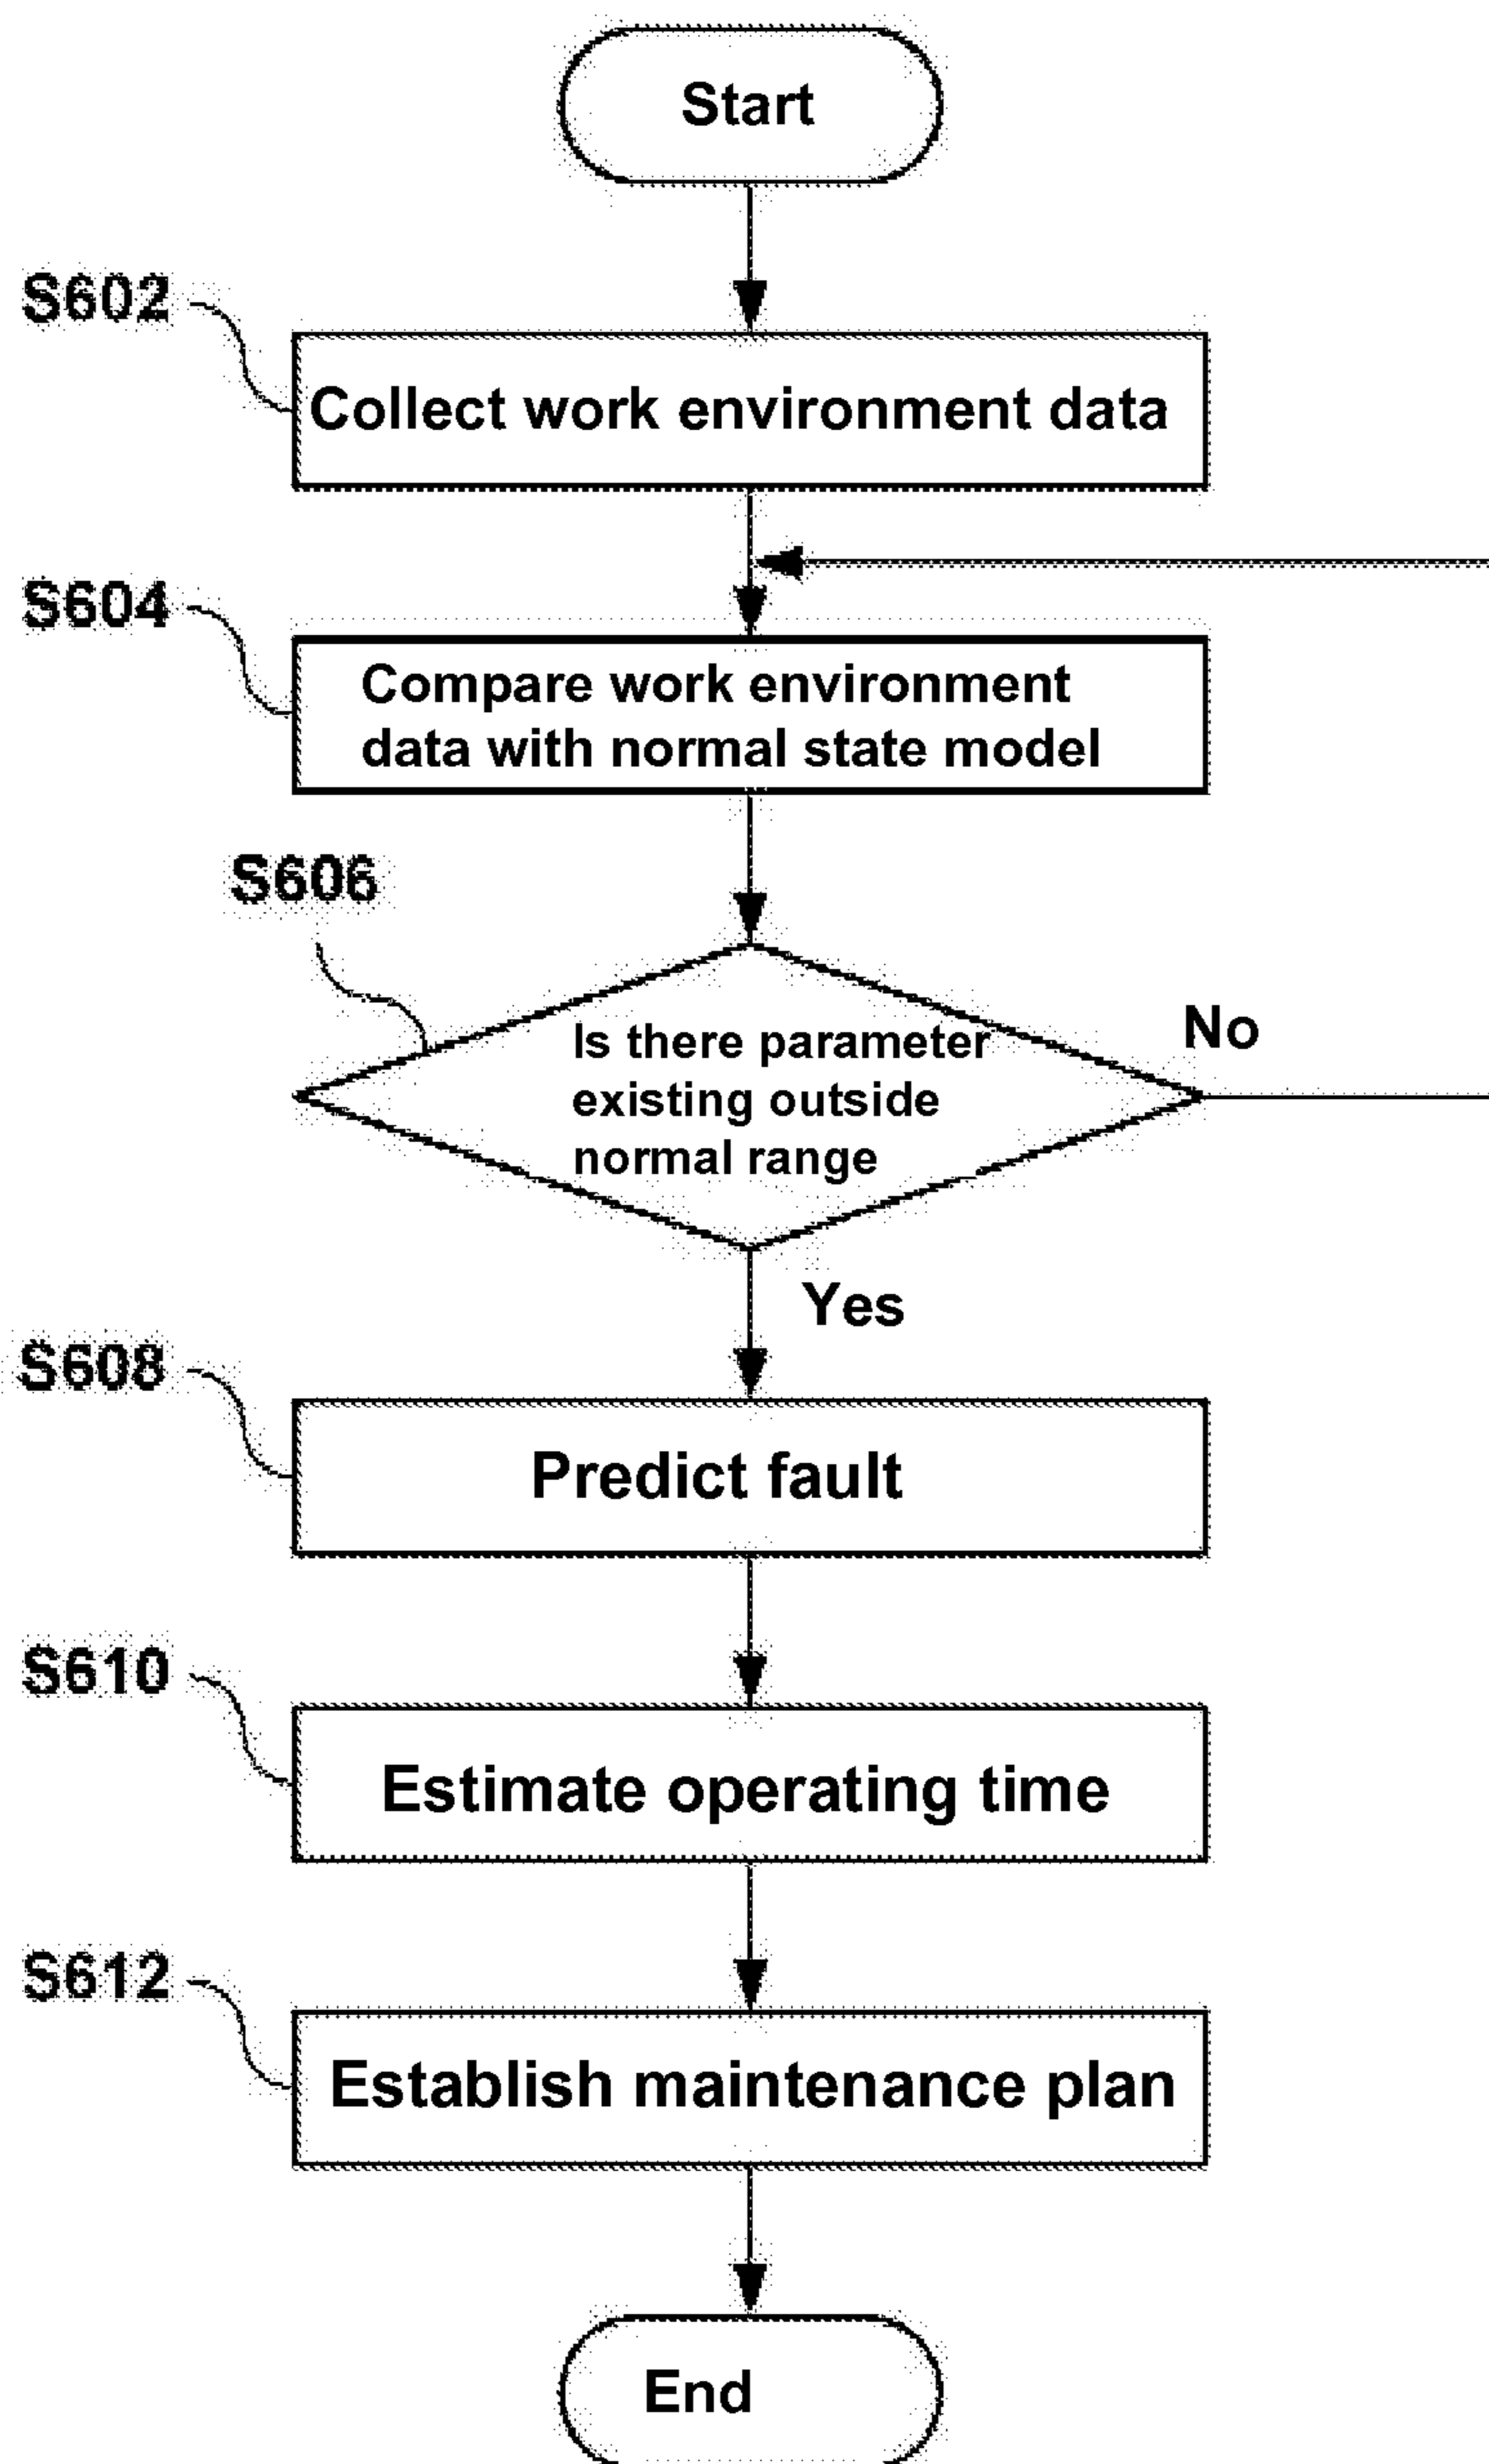 Start
S602
Collect work environment data
S604
Compare work environment
data with normal state model
S606
Is there parameter
existing outside
normal range
No
Yes
S608
Predict fault
S610
Estimate operating time
S612
Establish maintenance plan
End